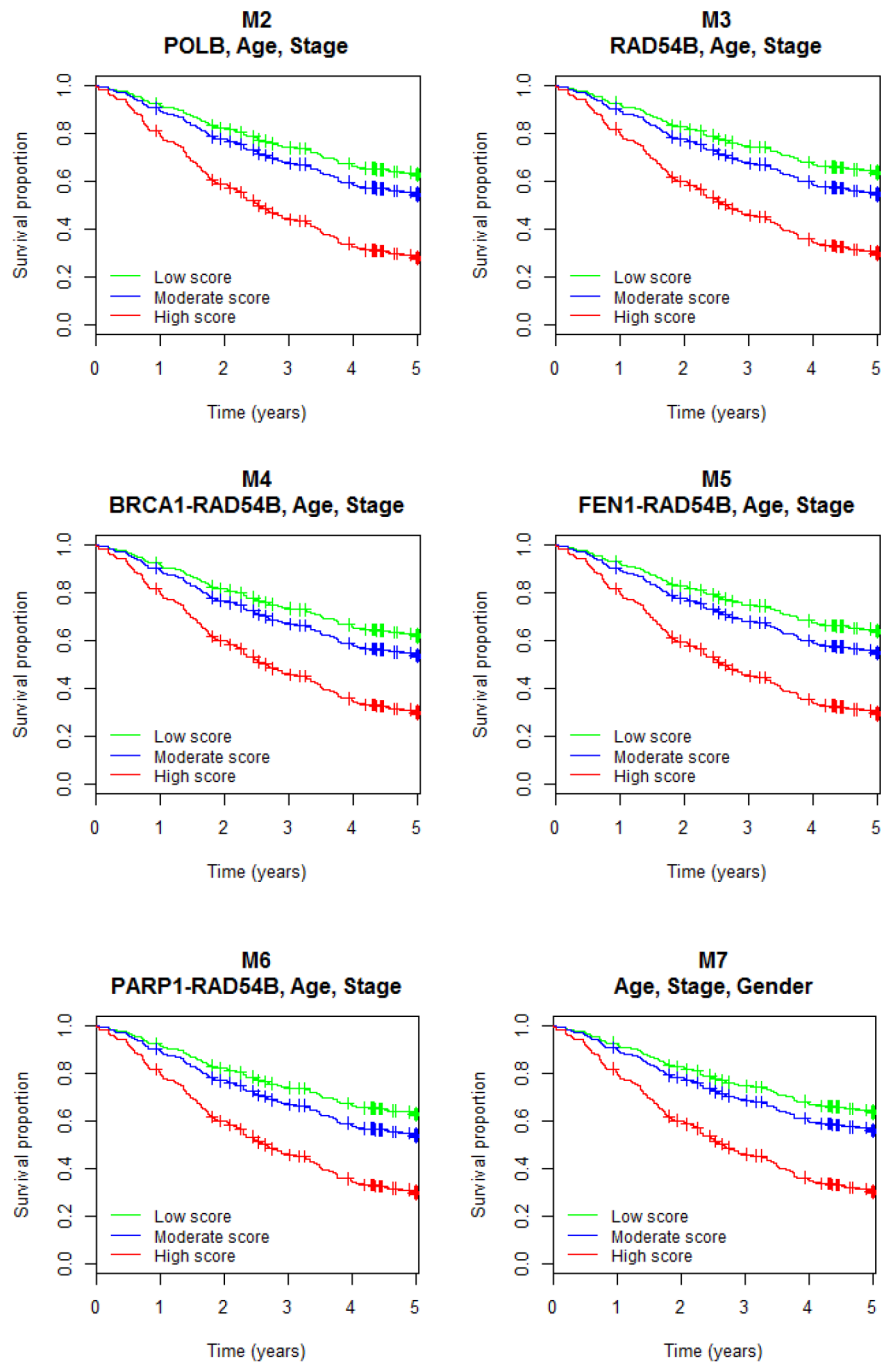 M2
POLB, Age, Stage
Survival proportion
1.0
0.8
0.6
0.4
0.2
0.0
Low score
Moderate score
High score
0 1 2 3 4 5
Time (years)
M3
RAD54B, Age, Stage
Survival proportion
1.0
0.8
0.6
0.4
0.2
0.0
Low score
Moderate score
High score
0 1 2 3 4 5
Time (years)
M4
BRCA1-RAD54B, Age, Stage
Survival proportion
1.0
0.8
0.6
0.4
0.2
0.0
Low score
Moderate score
High score
0 1 2 3 4 5
Time (years)
M5
FEN1-RAD54B, Age, Stage
Survival proportion
1.0
0.8
0.6
0.4
0.2
0.0
Low score
Moderate score
High score
0 1 2 3 4 5
Time (years)
M6
PARP1-RAD54B, Age, Stage
Survival proportion
1.0
0.8
0.6
0.4
0.2
0.0
Low score
Moderate score
High score
0 1 2 3 4 5
Time (years)
M7
Age, Stage, Gender
Survival proportion
1.0
0.8
0.6
0.4
0.2
0.0
Low score
Moderate score
High score
0 1 2 3 4 5
Time (years)